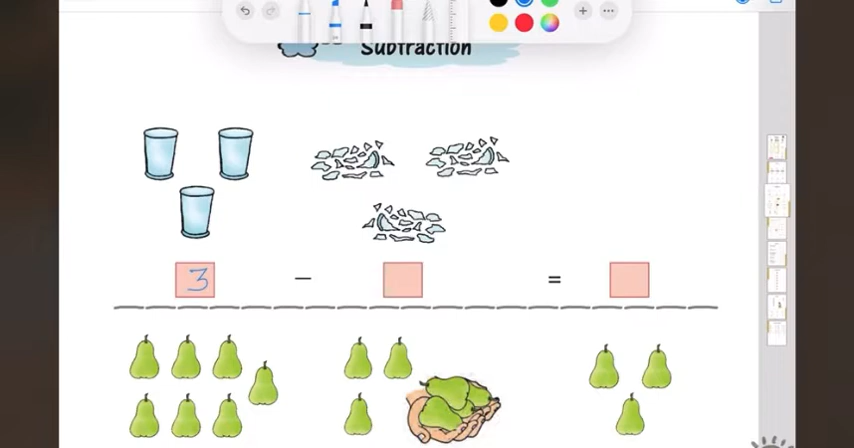 Subtraction
3 − =